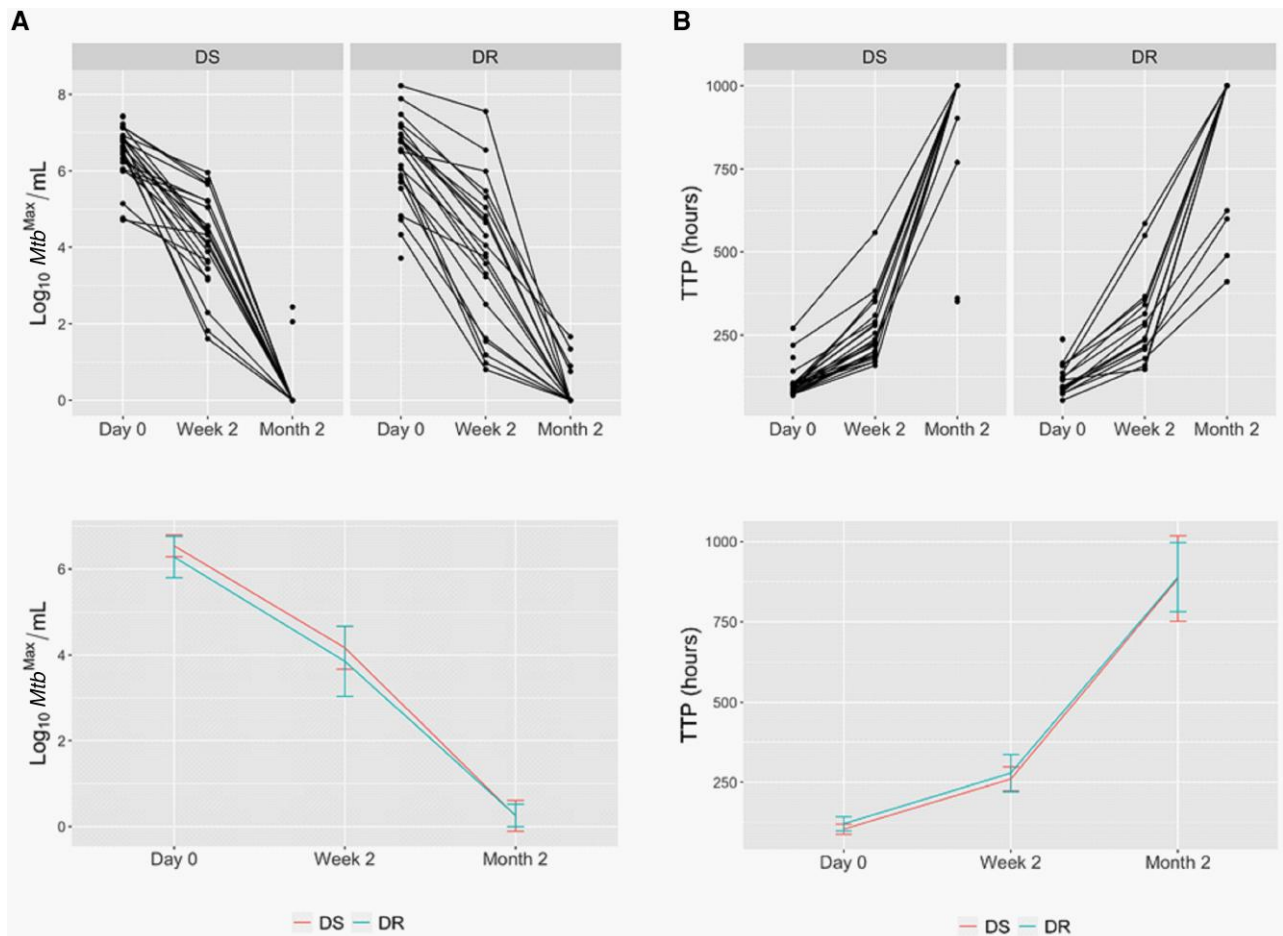 A
DS DR
8
6
4
2
0
Log₁₀ Mtbᴹᵃˣ/mL
Day 0 Week 2 Month 2 Day 0 Week 2 Month 2
B
DS DR
1000
750
500
250
TTP (hours)
Day 0 Week 2 Month 2 Day 0 Week 2 Month 2
6
4
2
0
Log₁₀ Mtbᴹᵃˣ/mL
Day 0 Week 2 Month 2
DS DR
1000
750
500
250
TTP (hours)
Day 0 Week 2 Month 2
DS DR